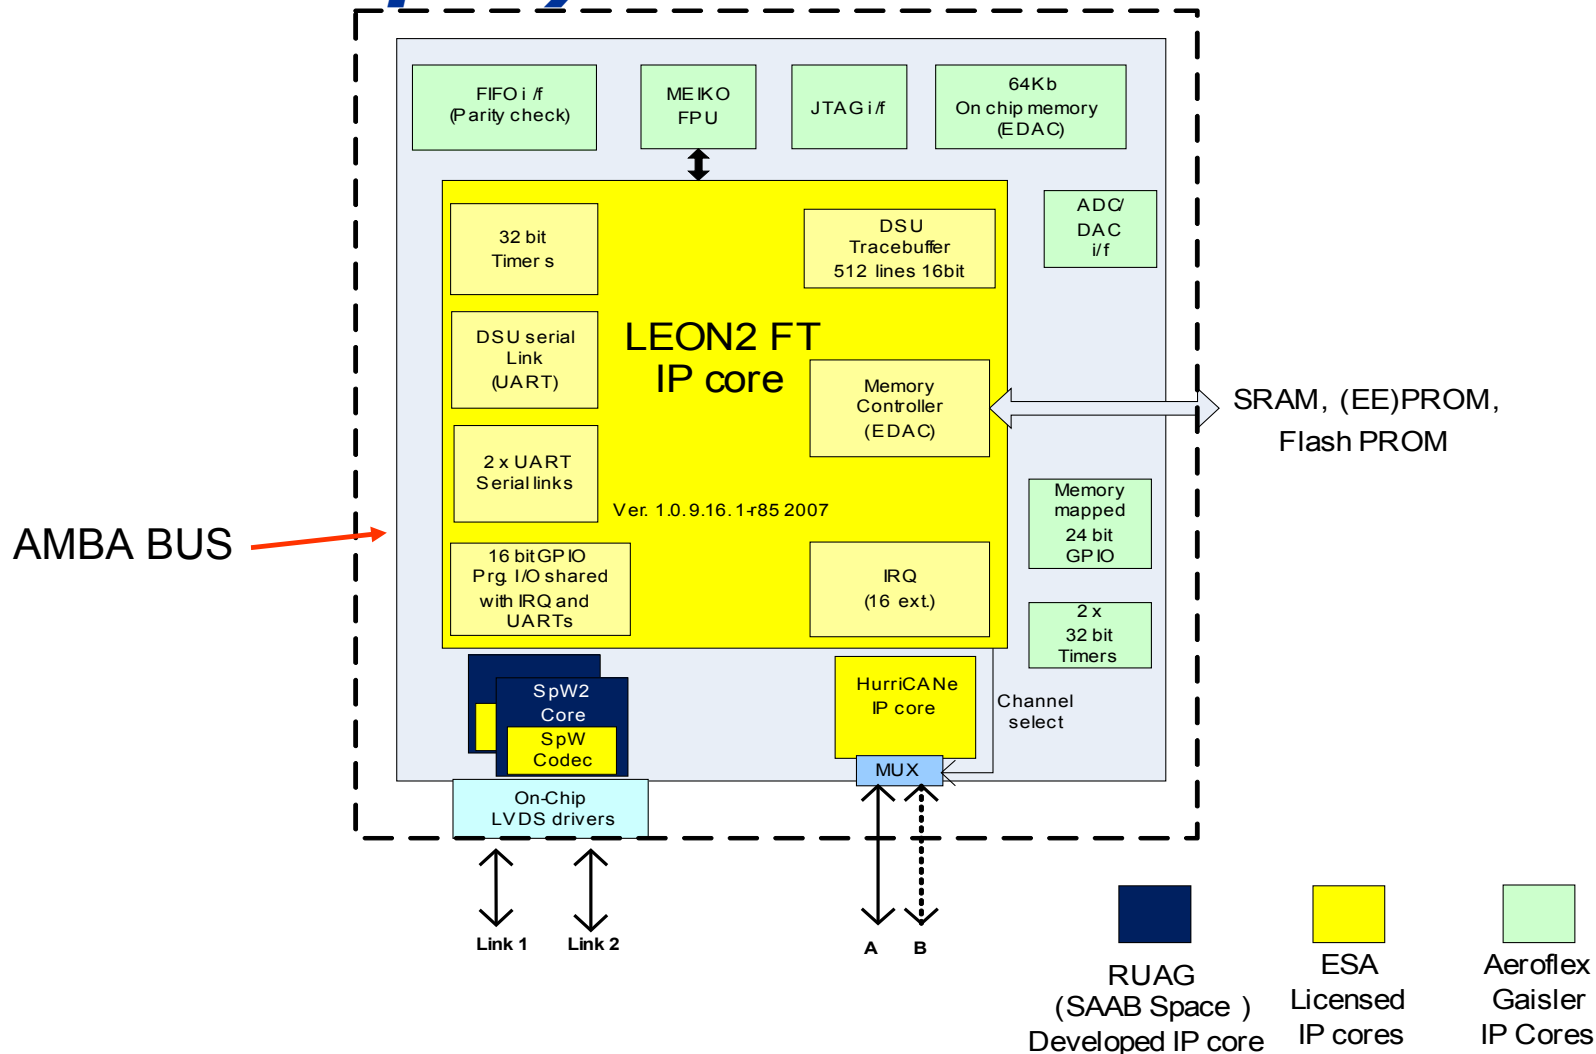 FIFO i/f
(Parity check)
MEIKO
FPU
JTAG i/f
64Kb
On chip memory
(EDAC)
32 bit
Timers
DSU
Tracebuffer
512 lines 16bit
ADC/
DAC
i/f
DSU serial
Link
(UART)
LEON2 FT
IP core
Memory
Controller
(EDAC)
SRAM, (EE)PROM,
Flash PROM
2 x UART
Serial links
Ver. 1.0.9.16.1-r85 2007
Memory
mapped
24 bit
GPIO
AMBA BUS
16 bit GPIO
Prg. I/O shared
with IRQ and
UARTs
IRQ
(16 ext.)
2 x
32 bit
Timers
SpW2
Core
SpW
Codec
HurriCANe
IP core
Channel
select
MUX
On-Chip
LVDS drivers
Link 1
Link 2
A
B
RUAG
(SAAB Space )
Developed IP core
ESA
Licensed
IP cores
Aeroflex
Gaisler
IP Cores